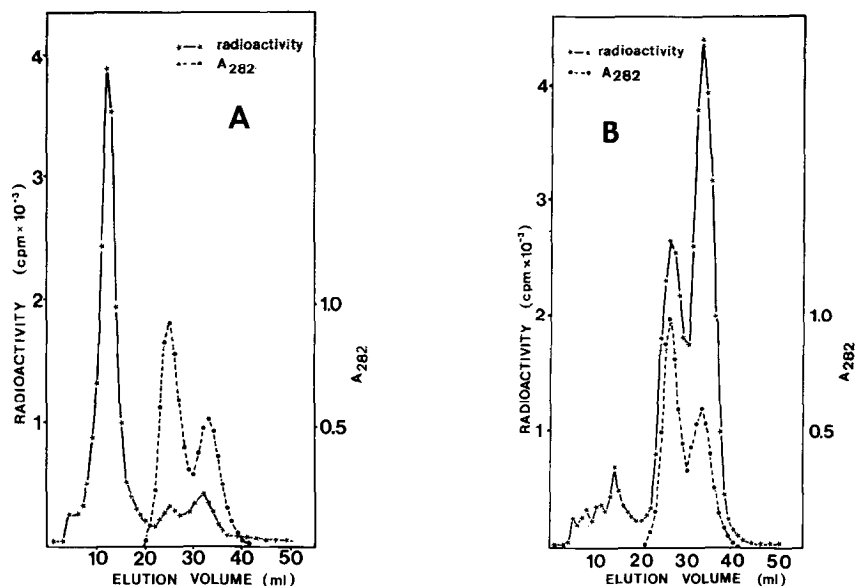 radioactivity
A282
A
4
3
2
1
1.0
0.5
RADIOACTIVITY (cpm×10⁻³)
A282
10 20 30 40 50
ELUTION VOLUME (ml)
radioactivity
A282
B
4
3
2
1
1.0
0.5
RADIOACTIVITY (cpm×10⁻³)
A282
10 20 30 40 50
ELUTION VOLUME (ml)